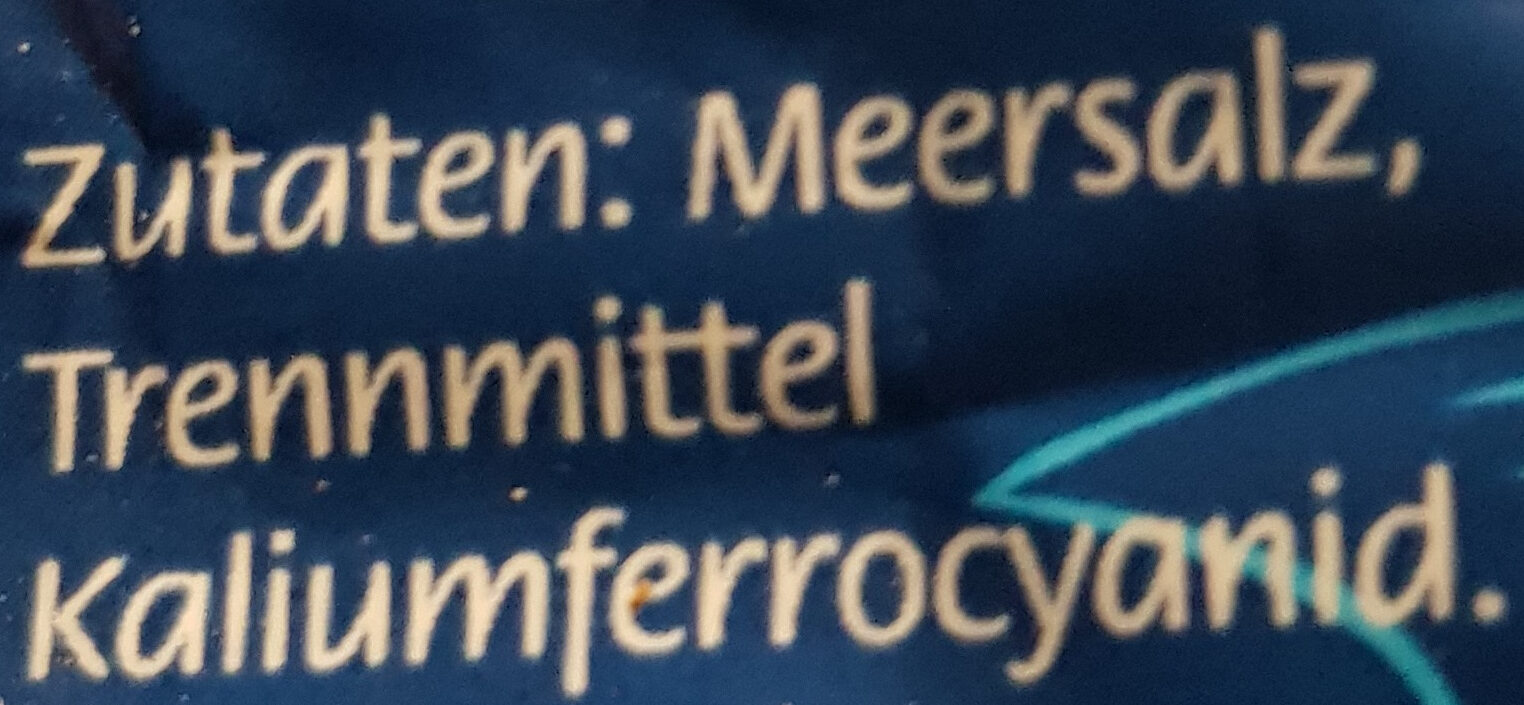 Zutaten: Meersalz,
Trennmittel
Kaliumferrocyanid.